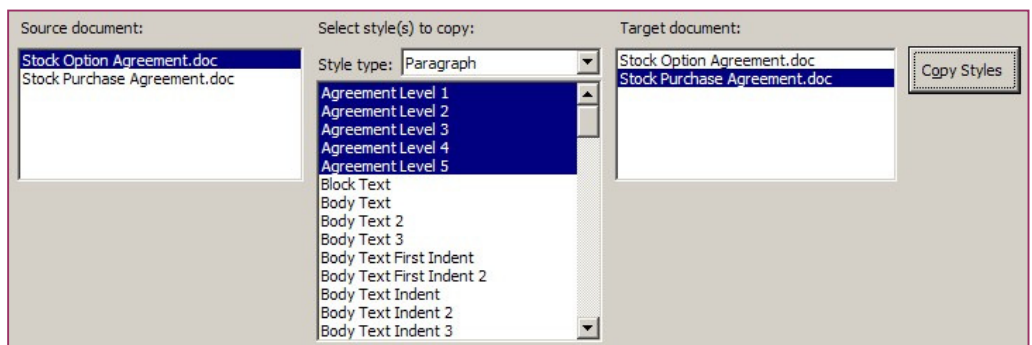 Source document:
Stock Option Agreement.doc
Stock Purchase Agreement.doc
Select style(s) to copy:
Style type: Paragraph
Agreement Level 1
Agreement Level 2
Agreement Level 3
Agreement Level 4
Agreement Level 5
Block Text
Body Text
Body Text 2
Body Text 3
Body Text First Indent
Body Text First Indent 2
Body Text Indent
Body Text Indent 2
Body Text Indent 3
Target document:
Stock Option Agreement.doc
Stock Purchase Agreement.doc
Copy Styles